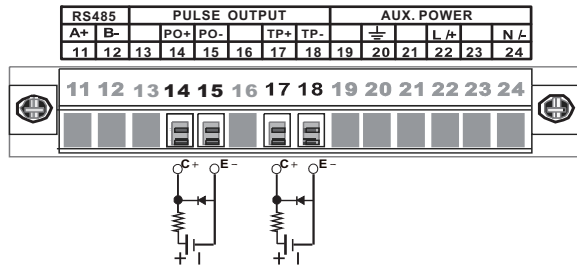 RS485 PULSE OUTPUT AUX. POWER
A+ B- PO+ PO- TP+ TP- L /+ N /-
11 12 13 14 15 16 17 18 19 20 21 22 23 24
11 12 13 14 15 16 17 18 19 20 21 22 23 24
C + E - C + E -
+ - + -